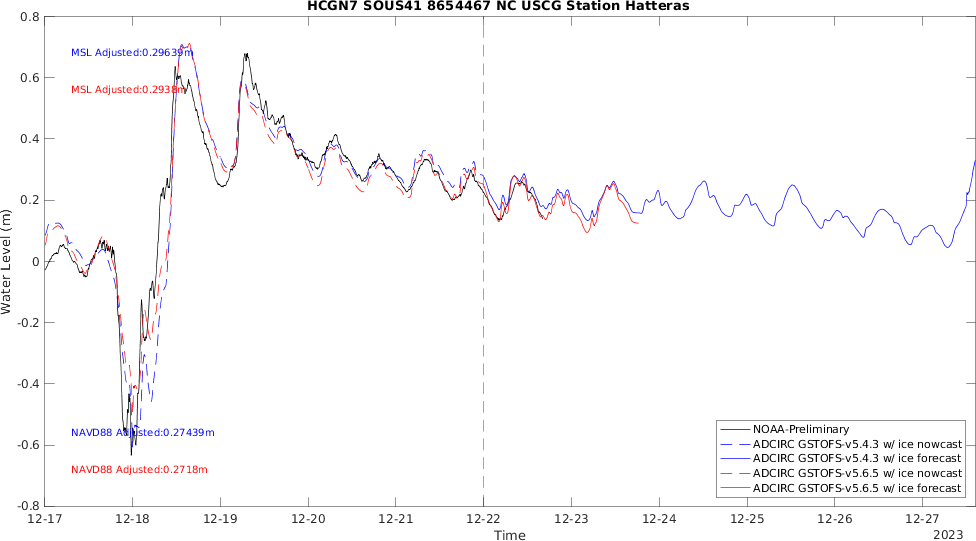 HCGN7 SOUS41 8654467 NC USCG Station Hatteras
0.8
0.6
0.4
0.2
0
-0.2
-0.4
-0.6
-0.8
Water Level (m)
MSL Adjusted:0.29639m
MSL Adjusted:0.2938m
NAVD88 Adjusted:0.27439m
NAVD88 Adjusted:0.2718m
NOAA-Preliminary
ADCIRC GSTOFS-v5.4.3 w/ ice nowcast
ADCIRC GSTOFS-v5.4.3 w/ ice forecast
ADCIRC GSTOFS-v5.6.5 w/ ice nowcast
ADCIRC GSTOFS-v5.6.5 w/ ice forecast
12-17 12-18 12-19 12-20 12-21 12-22 12-23 12-24 12-25 12-26 12-27
Time
2023